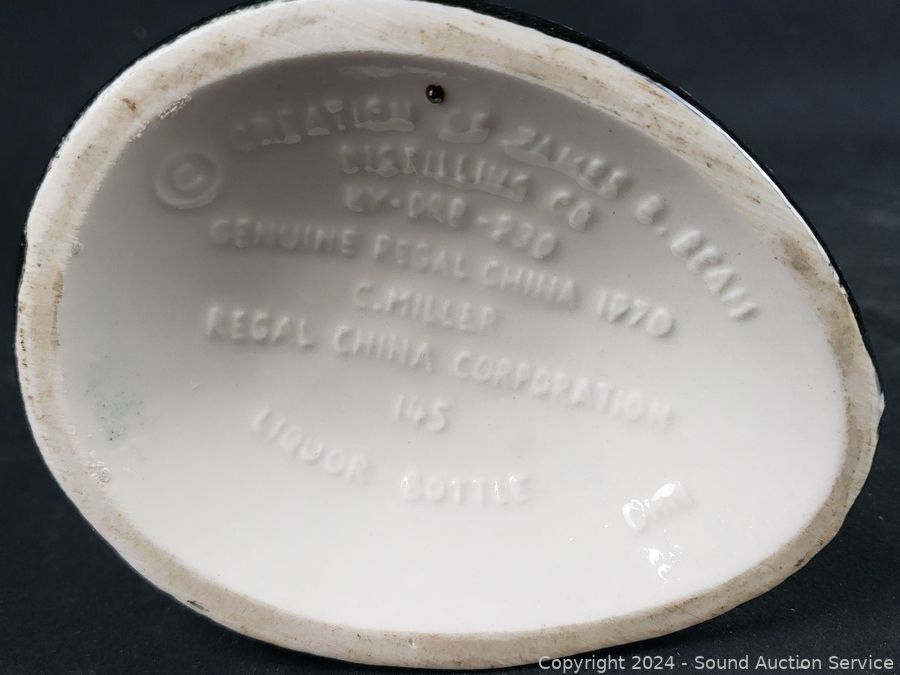 © CREATION OF JAMES B. BEAM
DISTILLING CO
KY-DRB-230
GENUINE REGAL CHINA 1970
C. MILLER
REGAL CHINA CORPORATION
145
LIQUOR BOTTLE
Copyright © 2024 - Sound Auction Service